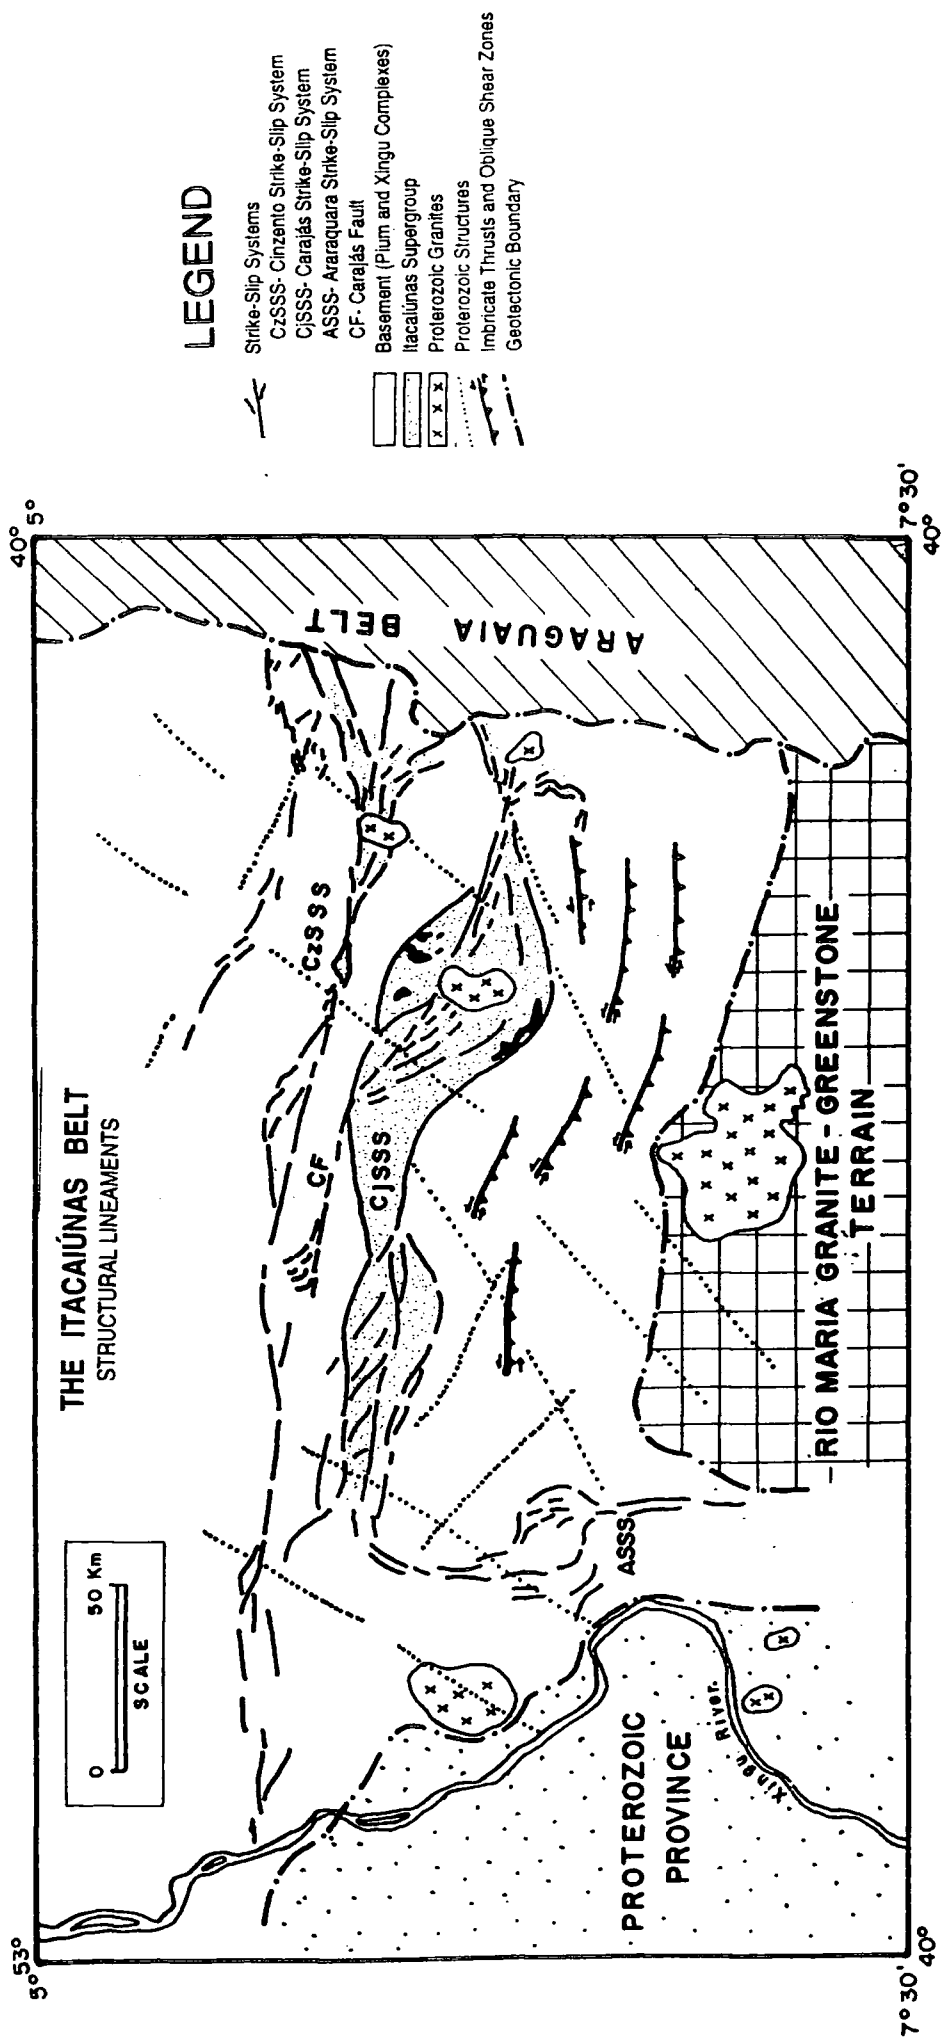 THE ITACAIÚNAS BELT
STRUCTURAL LINEAMENTS
0 50 Km
SCALE
5° 53°
40° 5°
7° 30'
40°
7° 30'
40°
CzSSS
CF
CjSSS
ASSS
ARAGUAIA BELT
PROTEROZOIC
PROVINCE
Xingu River
RIO MARIA GRANITE - GREENSTONE
TERRAIN
LEGEND
Strike-Slip Systems
CzSSS- Cinzento Strike-Slip System
CjSSS- Carajás Strike-Slip System
ASSS- Araraquara Strike-Slip System
CF- Carajás Fault
Basement (Pium and Xingu Complexes)
Itacaiúnas Supergroup
Proterozoic Granites
Proterozoic Structures
Imbricate Thrusts and Oblique Shear Zones
Geotectonic Boundary